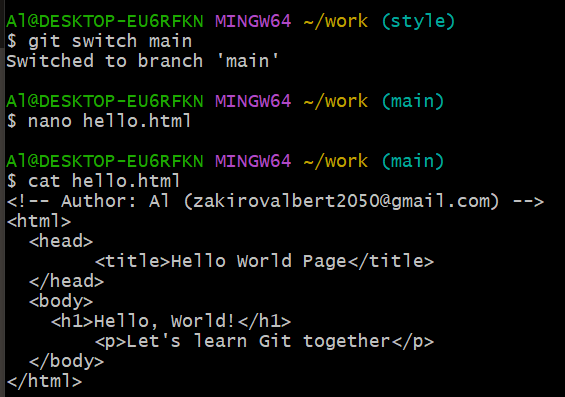 Al@DESKTOP-EU6RFKN MINGW64 ~/work (style)
$ git switch main
Switched to branch 'main'

Al@DESKTOP-EU6RFKN MINGW64 ~/work (main)
$ nano hello.html

Al@DESKTOP-EU6RFKN MINGW64 ~/work (main)
$ cat hello.html
<!-- Author: Al (zakirovalbert2050@gmail.com) -->
<html>
  <head>
        <title>Hello World Page</title>
  </head>
  <body>
    <h1>Hello, World!</h1>
        <p>Let's learn Git together</p>
  </body>
</html>